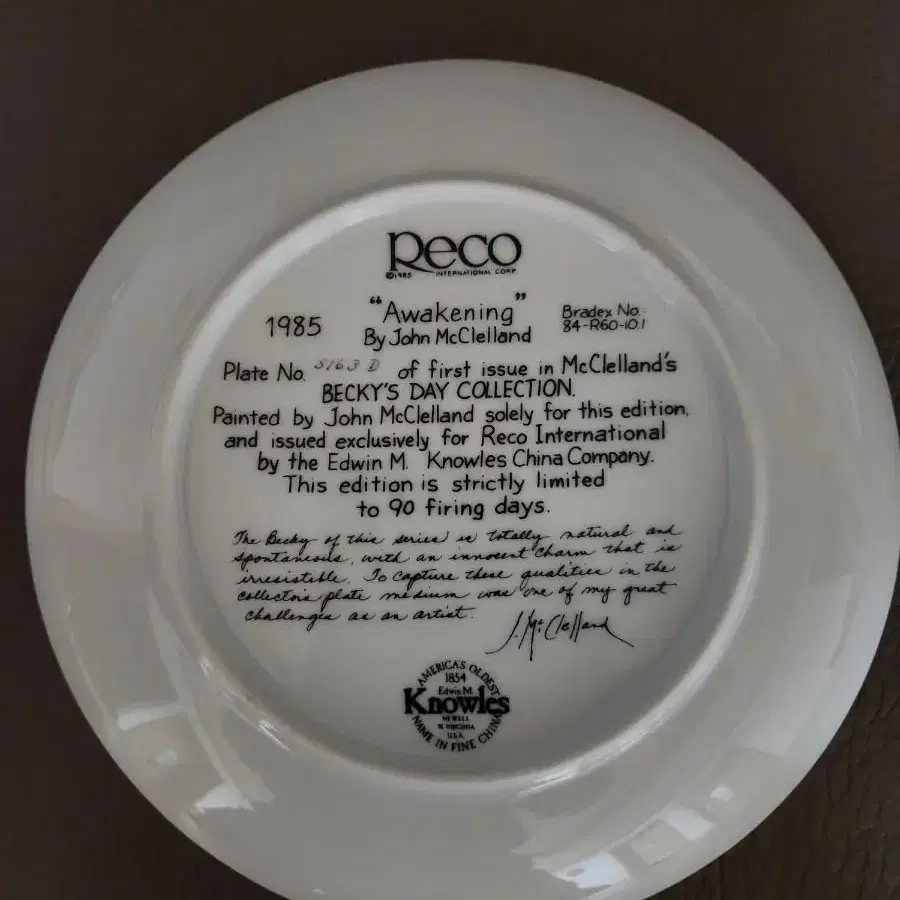 Reco
©1985 INTERNATIONAL CORP.
1985
"Awakening"
By John McClelland
Bradex No.
84-R60-10.1
Plate No. 5163 D of first issue in McClelland's
BECKY'S DAY COLLECTION.
Painted by John McClelland solely for this edition,
and issued exclusively for Reco International
by the Edwin M. Knowles China Company.
This edition is strictly limited
to 90 firing days.
The Becky of this series is totally natural and
spontaneous, with an innocent charm that is
irresistible. To capture these qualities in the
collectors plate medium was one of my great
challenges as an artist.
J. McClelland
AMERICA'S OLDEST
1854
Edwin M.
Knowles
NEWELL
W. VIRGINIA
U.S.A.
NAME IN FINE CHINA